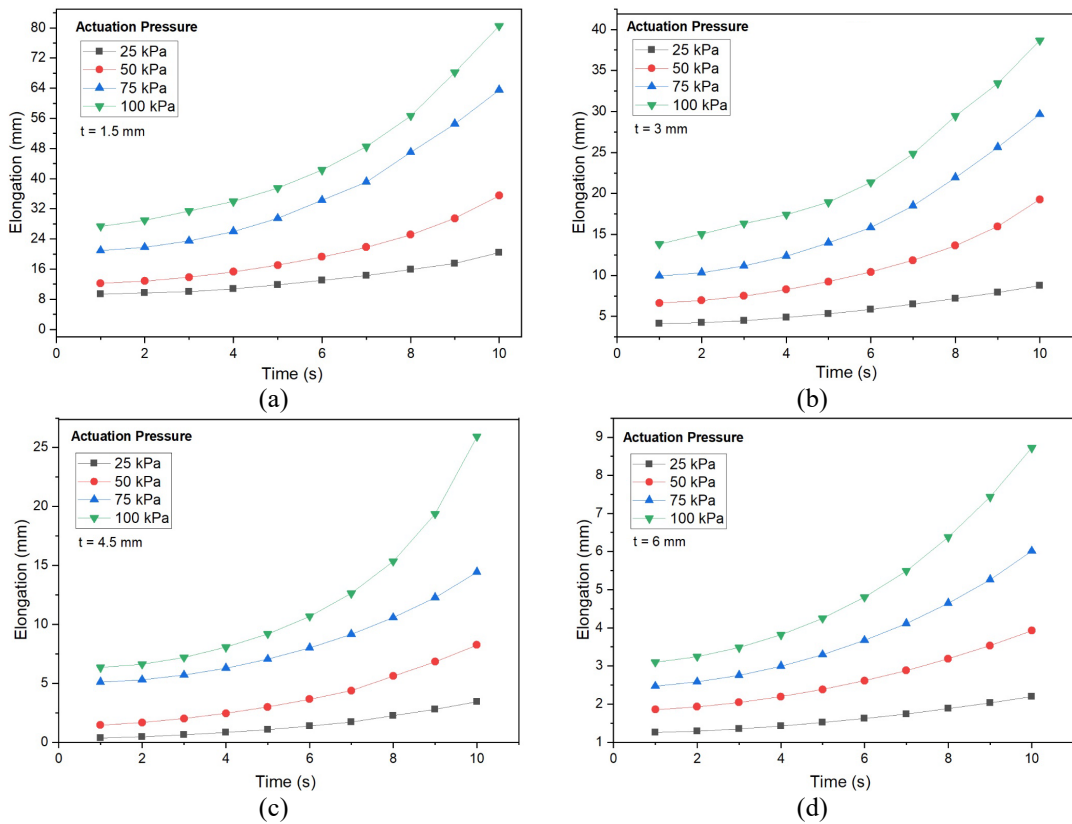 Actuation Pressure
25 kPa
50 kPa
75 kPa
100 kPa
t = 1.5 mm
Elongation (mm)
80
72
64
56
48
40
32
24
16
8
0
0 2 4 6 8 10
Time (s)
(a)
Actuation Pressure
25 kPa
50 kPa
75 kPa
100 kPa
t = 3 mm
Elongation (mm)
40
35
30
25
20
15
10
5
0 2 4 6 8 10
Time (s)
(b)
Actuation Pressure
25 kPa
50 kPa
75 kPa
100 kPa
t = 4.5 mm
Elongation (mm)
25
20
15
10
5
0
0 2 4 6 8 10
Time (s)
(c)
Actuation Pressure
25 kPa
50 kPa
75 kPa
100 kPa
t = 6 mm
Elongation (mm)
9
8
7
6
5
4
3
2
1
0 2 4 6 8 10
Time (s)
(d)